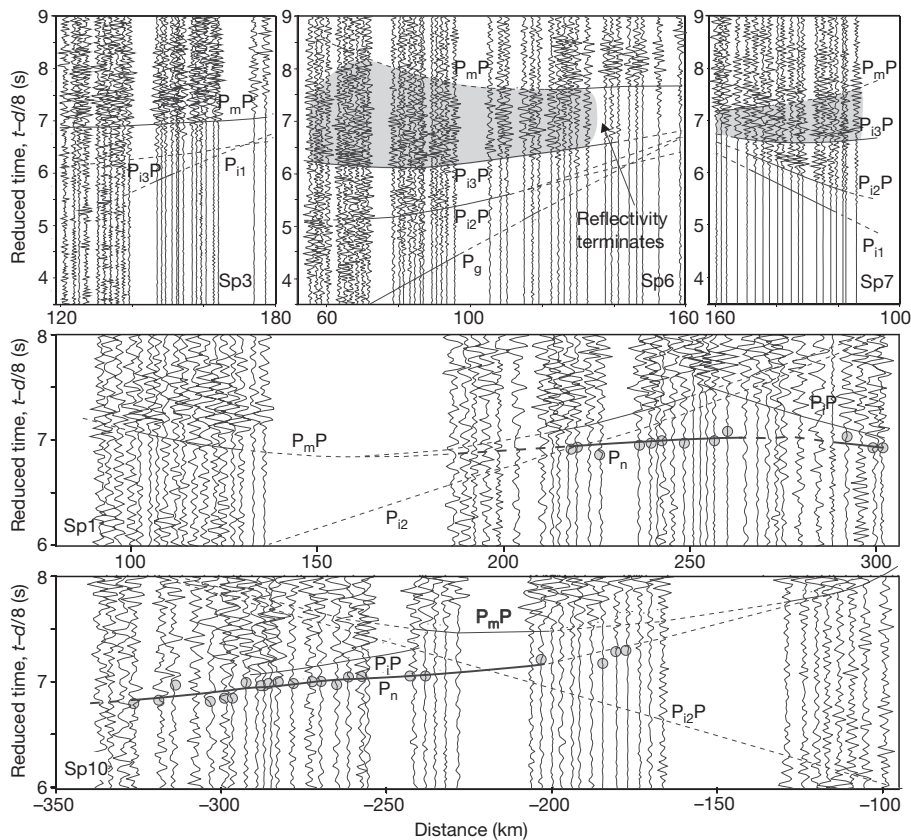 Reduced time, t–d/8 (s)
9
8
7
6
5
4
PmP
Pi3P
Pi1
Sp3
120
180
9
8
7
6
5
4
PmP
Pi3P
Pi2P
Pg
Reflectivity
terminates
Sp6
60
100
160
9
8
7
6
5
4
PmP
Pi3P
Pi2P
Pi1
Sp7
160
100
Reduced time, t–d/8 (s)
8
7
6
PmP
Pi2
Pn
PiP
Sp1
100
150
200
250
300
Reduced time, t–d/8 (s)
8
7
6
PmP
PiP
Pn
Pi2P
Sp10
–350
–300
–250
–200
–150
–100
Distance (km)